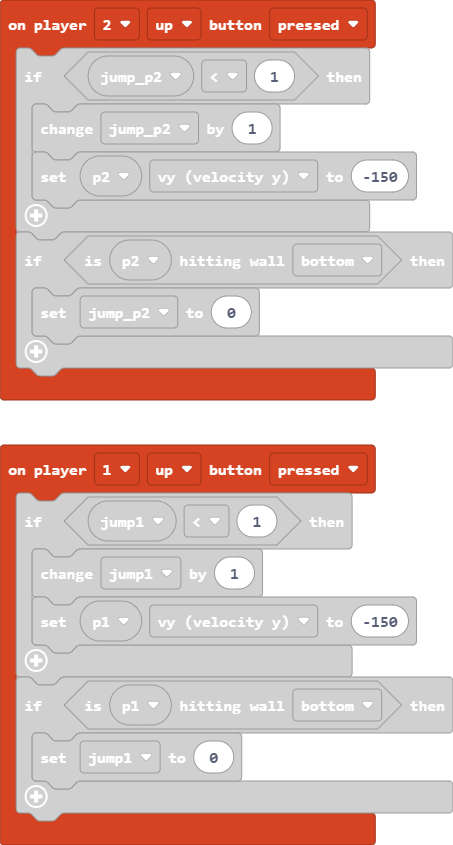 on player 2 up button pressed
if jump_p2 < 1 then
change jump_p2 by 1
set p2 vy (velocity y) to -150
if is p2 hitting wall bottom then
set jump_p2 to 0
on player 1 up button pressed
if jump1 < 1 then
change jump1 by 1
set p1 vy (velocity y) to -150
if is p1 hitting wall bottom then
set jump1 to 0